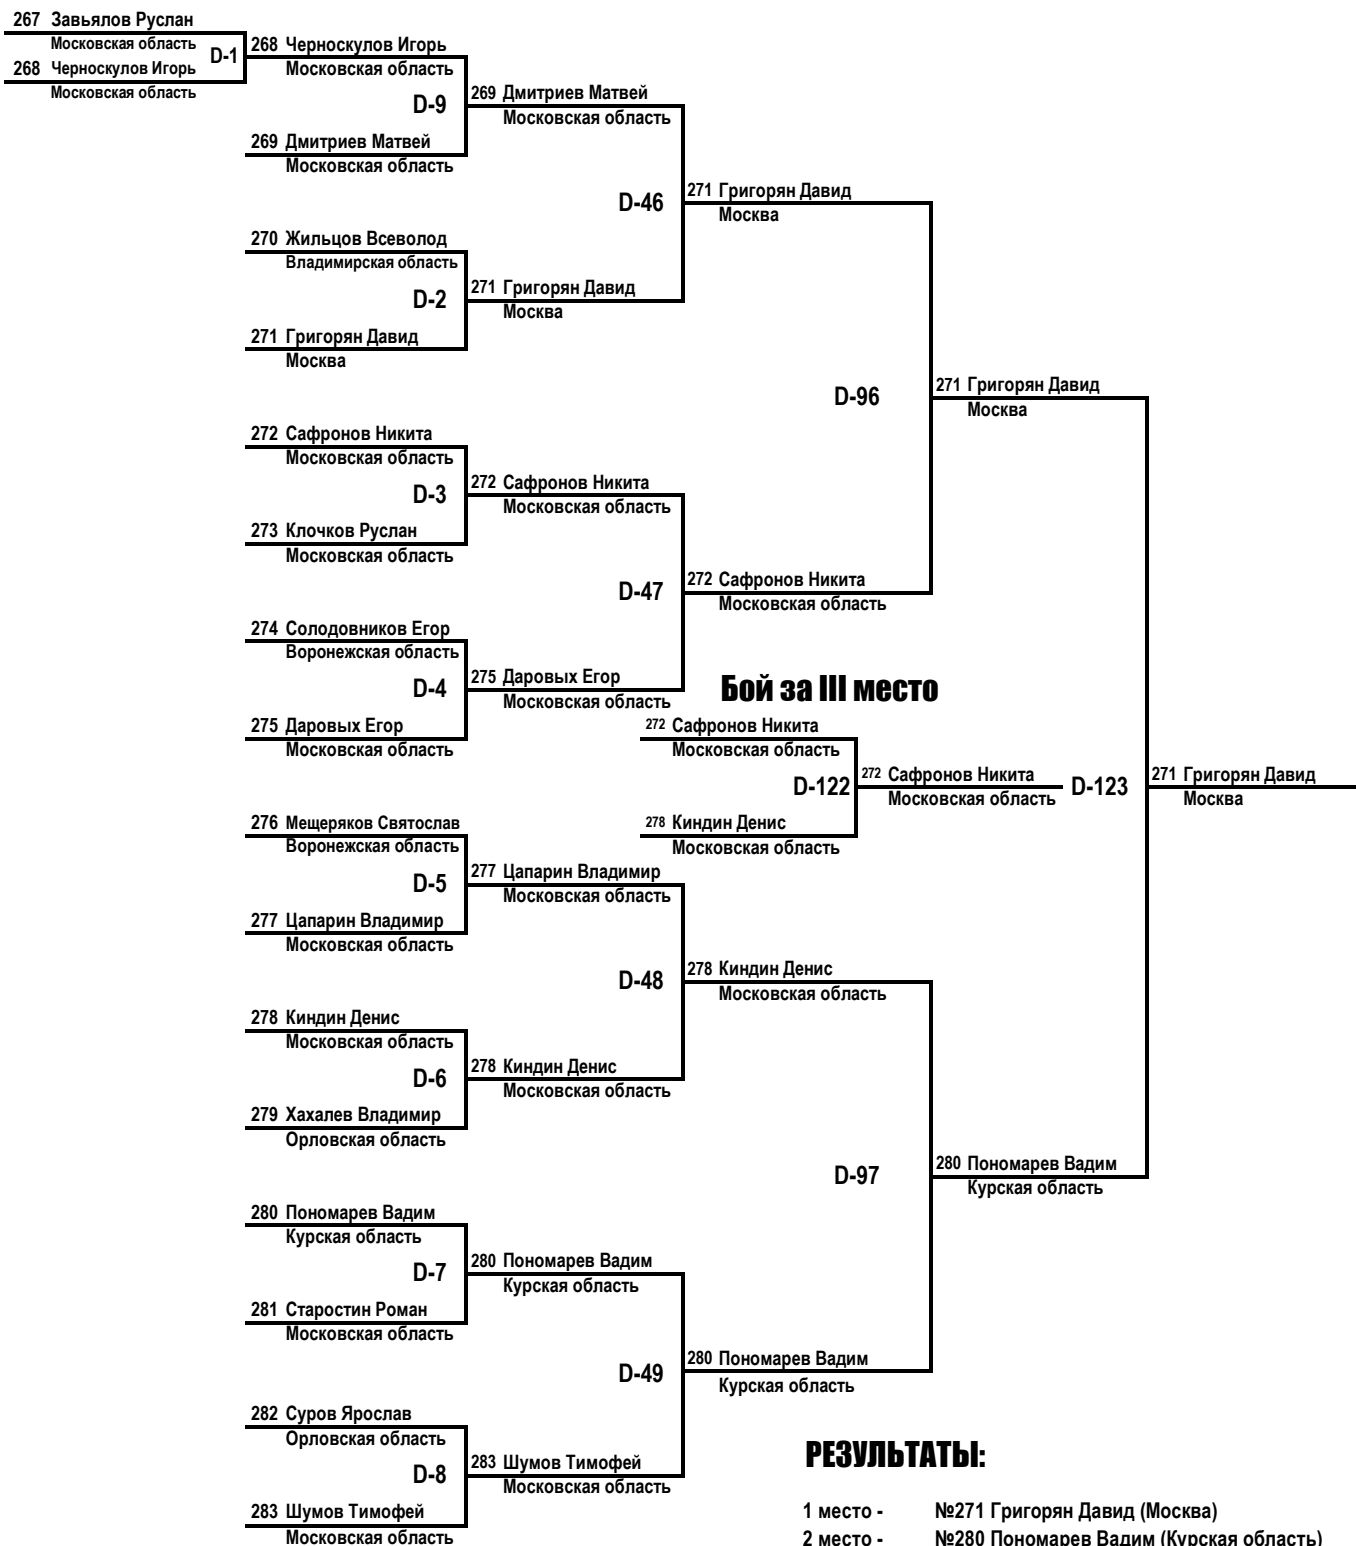 267 Завьялов Руслан
Московская область
D-1
268 Черноскулов Игорь
Московская область
268 Черноскулов Игорь
Московская область
D-9
269 Дмитриев Матвей
Московская область
269 Дмитриев Матвей
Московская область
D-46
271 Григорян Давид
Москва
270 Жильцов Всеволод
Владимирская область
D-2
271 Григорян Давид
Москва
271 Григорян Давид
Москва
D-96
271 Григорян Давид
Москва
272 Сафронов Никита
Московская область
D-3
272 Сафронов Никита
Московская область
273 Клочков Руслан
Московская область
D-47
272 Сафронов Никита
Московская область
274 Солодовников Егор
Воронежская область
D-4
275 Даровых Егор
Московская область
275 Даровых Егор
Московская область
Бой за III место
272 Сафронов Никита
Московская область
D-122
272 Сафронов Никита
Московская область
278 Киндин Денис
Московская область
D-123
271 Григорян Давид
Москва
276 Мещеряков Святослав
Воронежская область
D-5
277 Цапарин Владимир
Московская область
277 Цапарин Владимир
Московская область
D-48
278 Киндин Денис
Московская область
278 Киндин Денис
Московская область
D-6
278 Киндин Денис
Московская область
279 Хахалев Владимир
Орловская область
D-97
280 Пономарев Вадим
Курская область
280 Пономарев Вадим
Курская область
D-7
280 Пономарев Вадим
Курская область
281 Старостин Роман
Московская область
D-49
280 Пономарев Вадим
Курская область
282 Суров Ярослав
Орловская область
D-8
283 Шумов Тимофей
Московская область
283 Шумов Тимофей
Московская область
РЕЗУЛЬТАТЫ:
1 место - №271 Григорян Давид (Москва)
2 место - №280 Пономарев Вадим (Курская область)